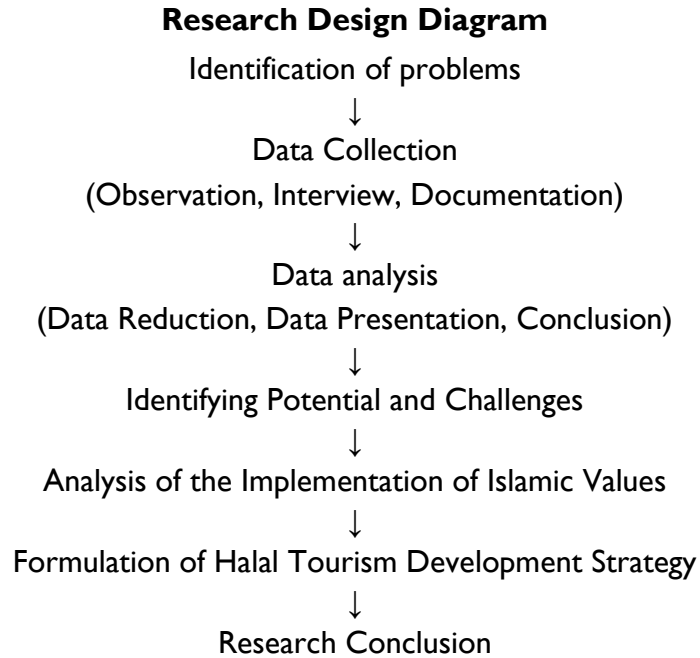 Research Design Diagram
Identification of problems
↓
Data Collection
(Observation, Interview, Documentation)
↓
Data analysis
(Data Reduction, Data Presentation, Conclusion)
↓
Identifying Potential and Challenges
↓
Analysis of the Implementation of Islamic Values
↓
Formulation of Halal Tourism Development Strategy
↓
Research Conclusion